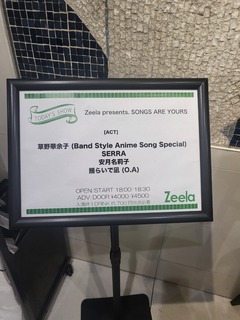 TODAY'S SHOW
Zeela presents. SONGS ARE YOURS
[ACT]
草野華余子 (Band Style Anime Song Special)
SERRA
安月名莉子
揺らいで凪 (O.A)
OPEN/START 18:00-18:30
ADV/DOOR ¥4000 ¥4500
Zeela